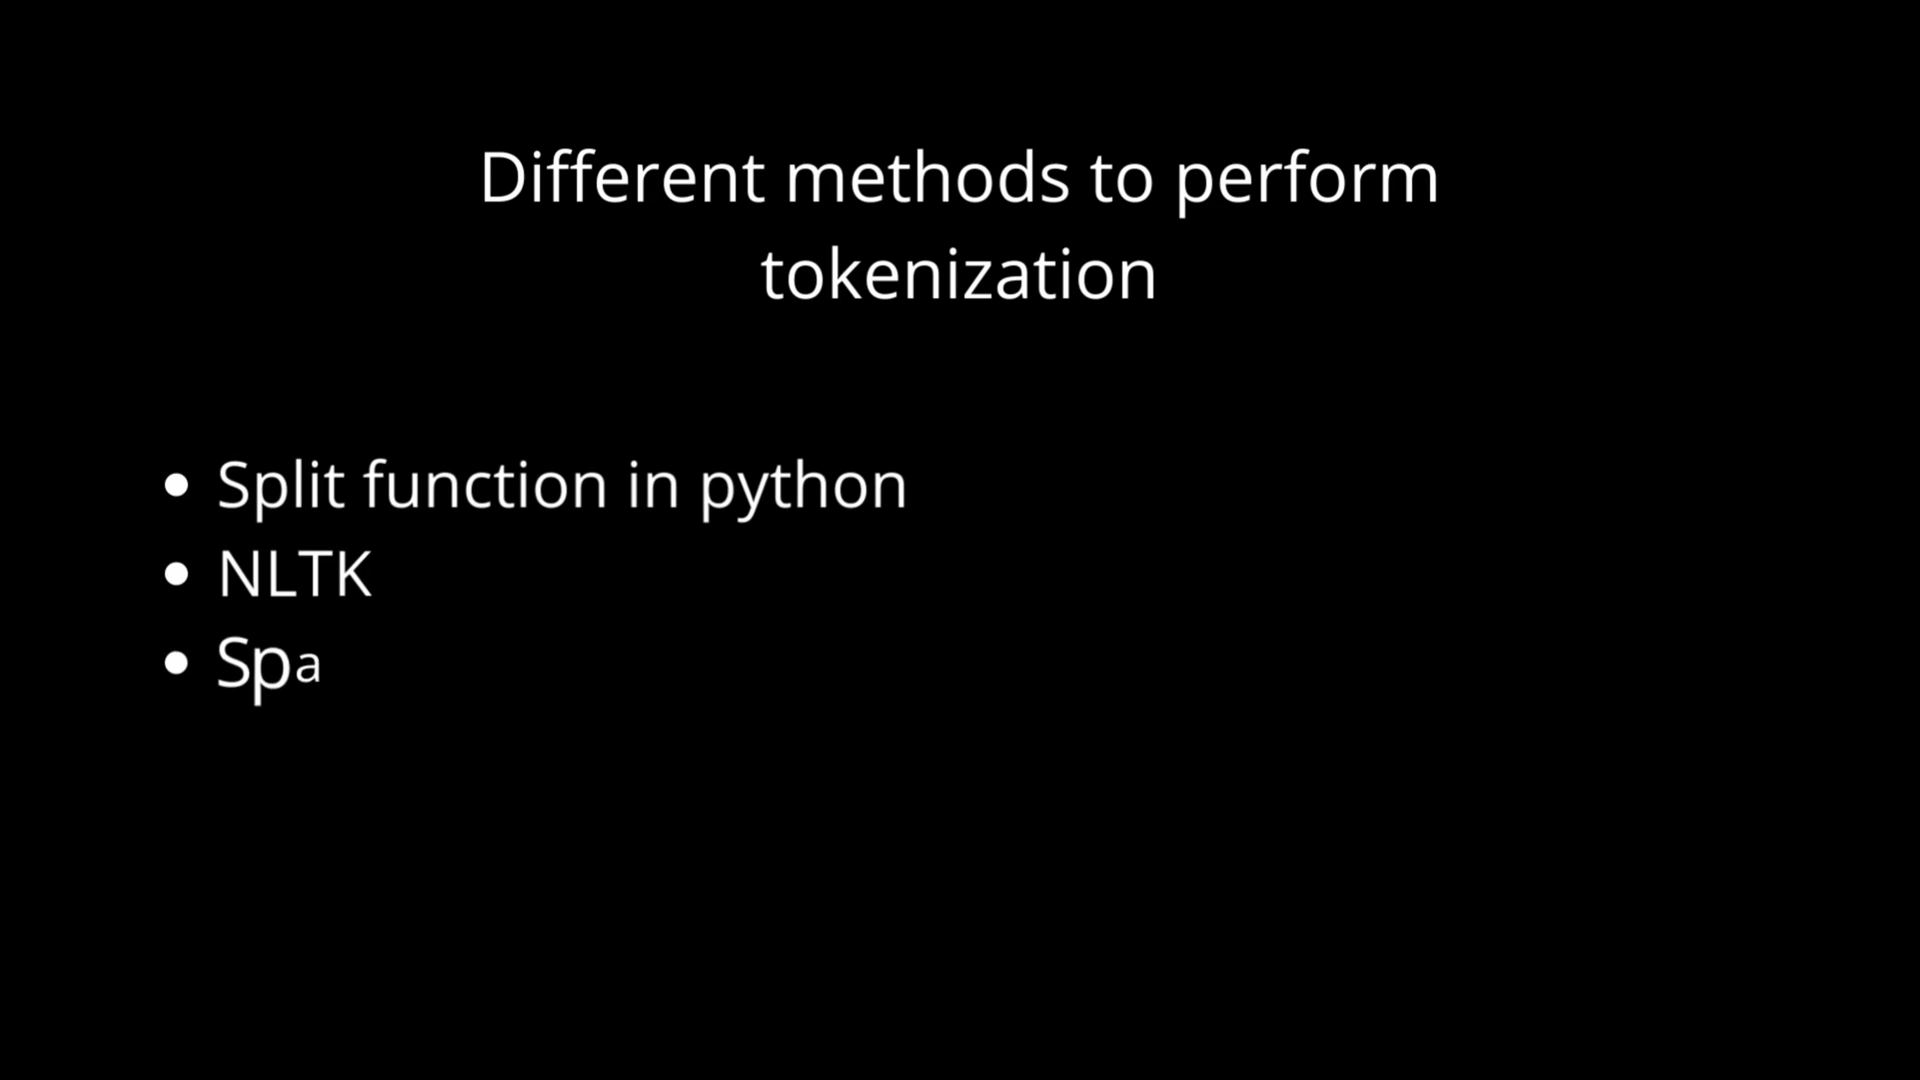 Different methods to perform
tokenization
• Split function in python
• NLTK
• Spa